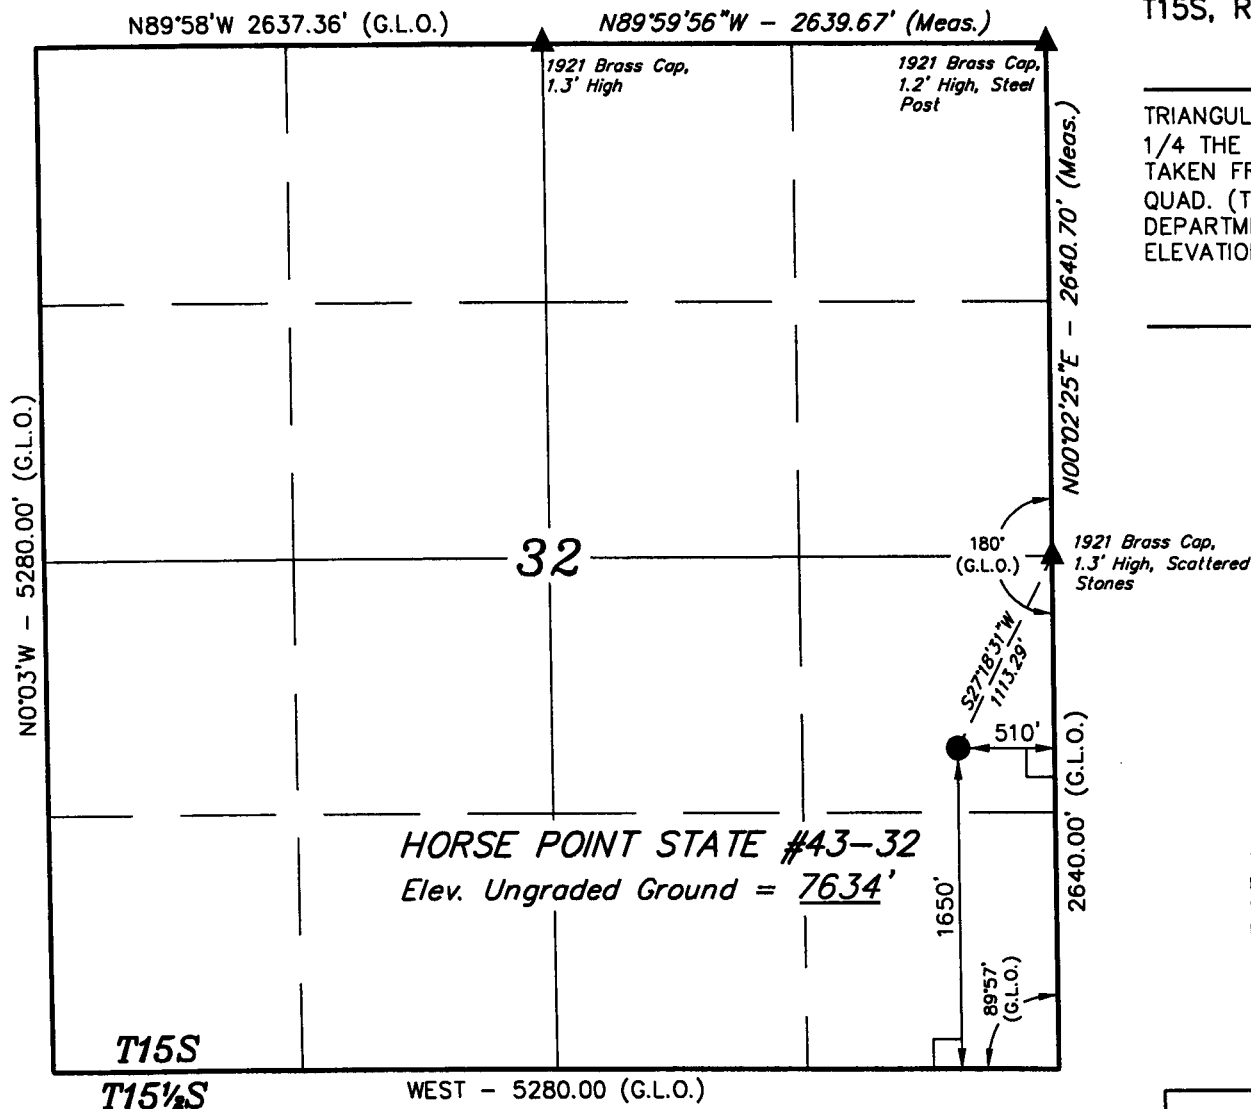 N89°58'W 2637.36' (G.L.O.)
N89°59'56"W - 2639.67' (Meas.)
T15S, R
1921 Brass Cap,
1.3' High
1921 Brass Cap,
1.2' High, Steel
Post
TRIANGUL
1/4 THE
TAKEN FR
QUAD. (T
DEPARTM
ELEVATION
N00°02'25"E - 2640.70' (Meas.)
N0°03'W - 5280.00' (G.L.O.)
32
180°
(G.L.O.)
1921 Brass Cap,
1.3' High, Scattered
Stones
S27°18'31"W
1113.29'
510'
2640.00' (G.L.O.)
HORSE POINT STATE #43-32
Elev. Ungraded Ground = 7634'
1650'
89°57'
(G.L.O.)
T15S
T15½S
WEST - 5280.00 (G.L.O.)